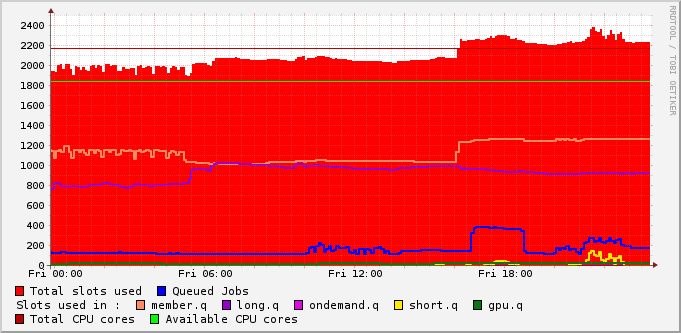 2400
2200
2000
1800
1600
1400
1200
1000
800
600
400
200
0
Fri 00:00 Fri 06:00 Fri 12:00 Fri 18:00
Total slots used Queued Jobs
Slots used in : member.q long.q ondemand.q short.q gpu.q
Total CPU cores Available CPU cores
RRDTOOL / TOBI OETIKER